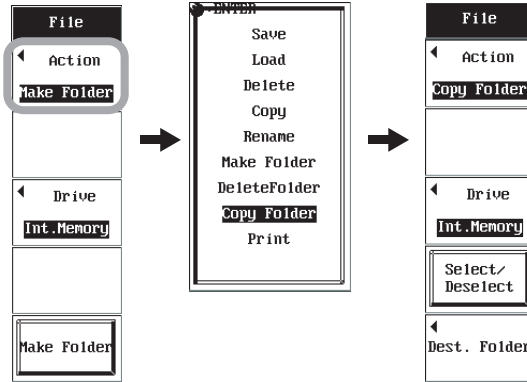 File
Action
Make Folder
Drive
Int.Memory
Make Folder
:ENTER
Save
Load
Delete
Copy
Rename
Make Folder
DeleteFolder
Copy Folder
Print
File
Action
Copy Folder
Drive
Int.Memory
Select/
Deselect
Dest. Folder